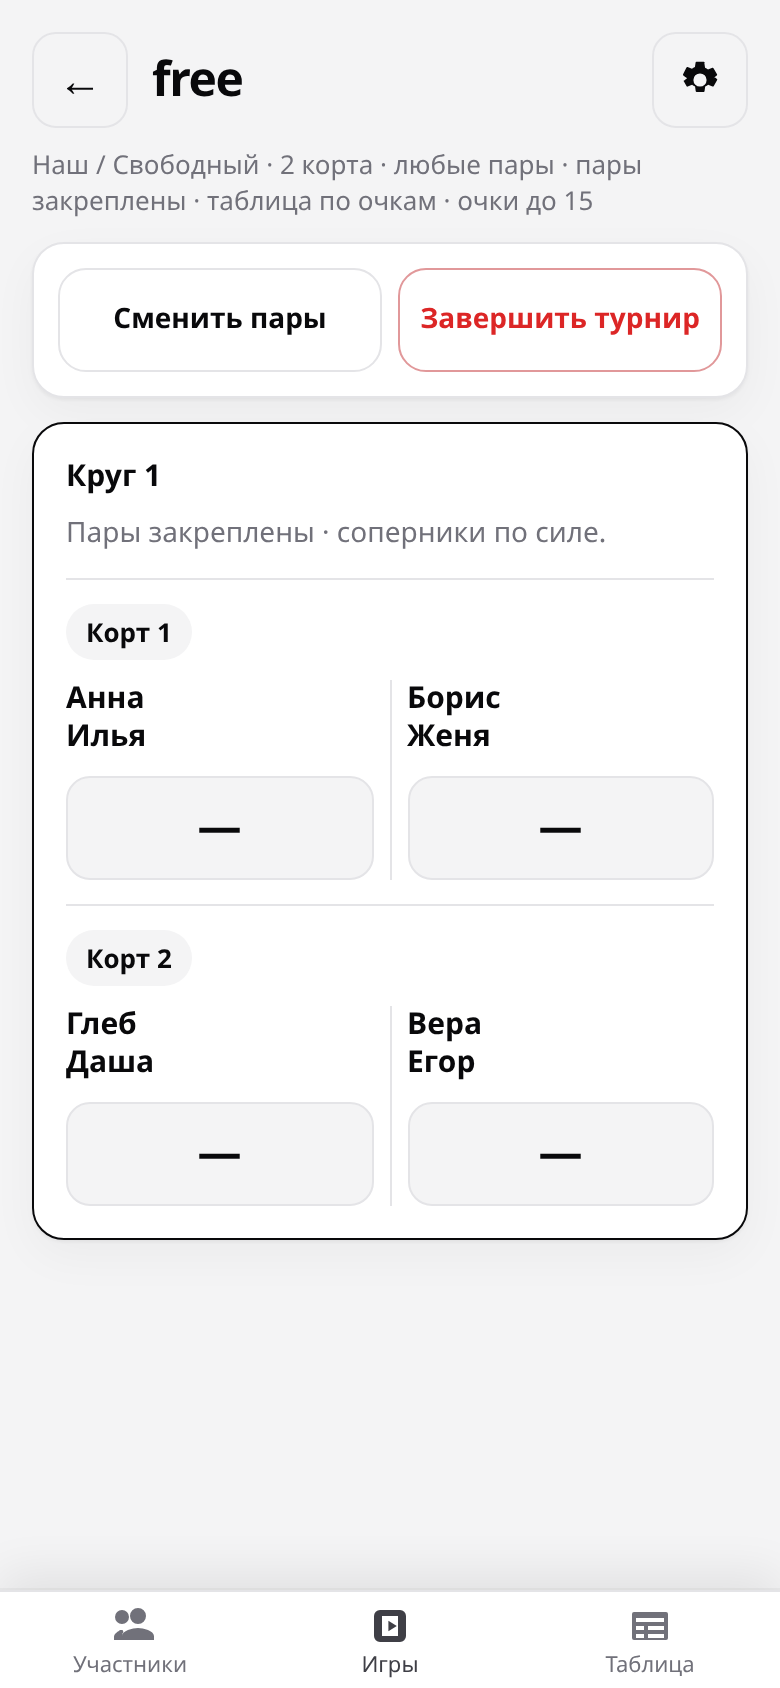 ←
free
Наш / Свободный · 2 корта · любые пары · пары
закреплены · таблица по очкам · очки до 15
Сменить пары
Завершить турнир
Круг 1
Пары закреплены · соперники по силе.
Корт 1
Анна
Илья
Борис
Женя
—
—
Корт 2
Глеб
Даша
Вера
Егор
—
—
Участники
Игры
Таблица